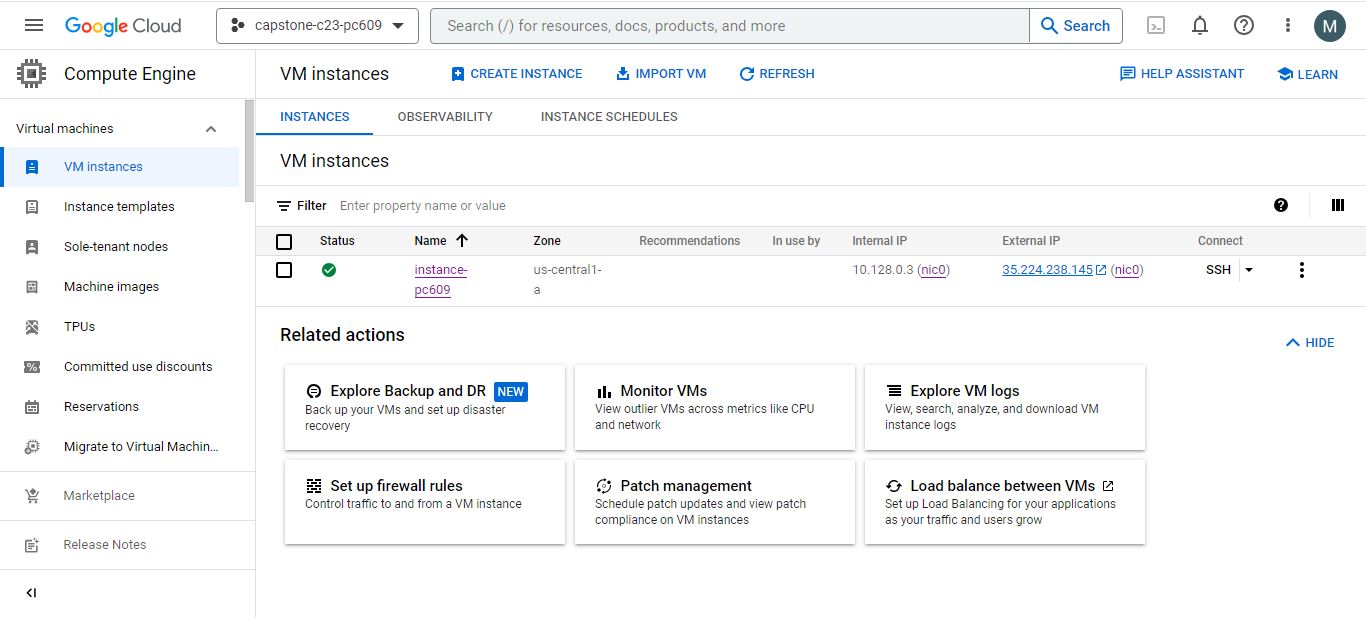 Google Cloud
capstone-c23-pc609
Search (/) for resources, docs, products, and more
Search
M
Compute Engine
VM instances
CREATE INSTANCE
IMPORT VM
REFRESH
HELP ASSISTANT
LEARN
Virtual machines
VM instances
Instance templates
Sole-tenant nodes
Machine images
TPUs
Committed use discounts
Reservations
Migrate to Virtual Machin...
Marketplace
Release Notes
INSTANCES
OBSERVABILITY
INSTANCE SCHEDULES
VM instances
Filter Enter property name or value
Status Name Zone Recommendations In use by Internal IP External IP Connect
instance-
pc609
us-central1-
a
10.128.0.3 (nic0)
35.224.238.145 (nic0)
SSH
Related actions
HIDE
Explore Backup and DR NEW
Back up your VMs and set up disaster
recovery
Monitor VMs
View outlier VMs across metrics like CPU
and network
Explore VM logs
View, search, analyze, and download VM
instance logs
Set up firewall rules
Control traffic to and from a VM instance
Patch management
Schedule patch updates and view patch
compliance on VM instances
Load balance between VMs
Set up Load Balancing for your applications
as your traffic and users grow